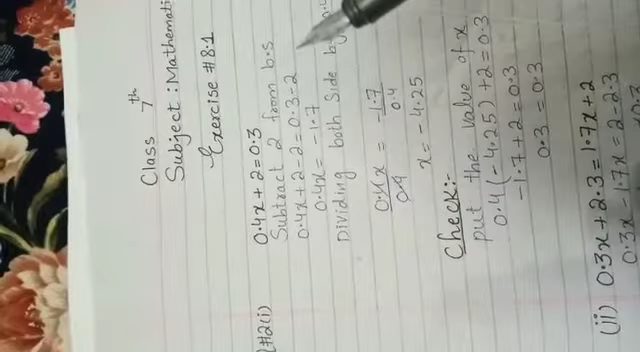 Class 7th
Subject : Mathemati
Exercise #8.1
Q#2(i) 0.4x + 2 = 0.3
Subtract 2 from b.s
0.4x + 2 - 2 = 0.3 - 2
0.4x = -1.7
Dividing both side by
0.4x/0.4 = -1.7/0.4
x = -4.25
Check:-
Put the value of x
0.4(-4.25) + 2 = 0.3
-1.7 + 2 = 0.3
0.3 = 0.3
(ii) 0.3x + 2.3 = 1.7x + 2
0.3x - 1.7x = 2 - 2.3